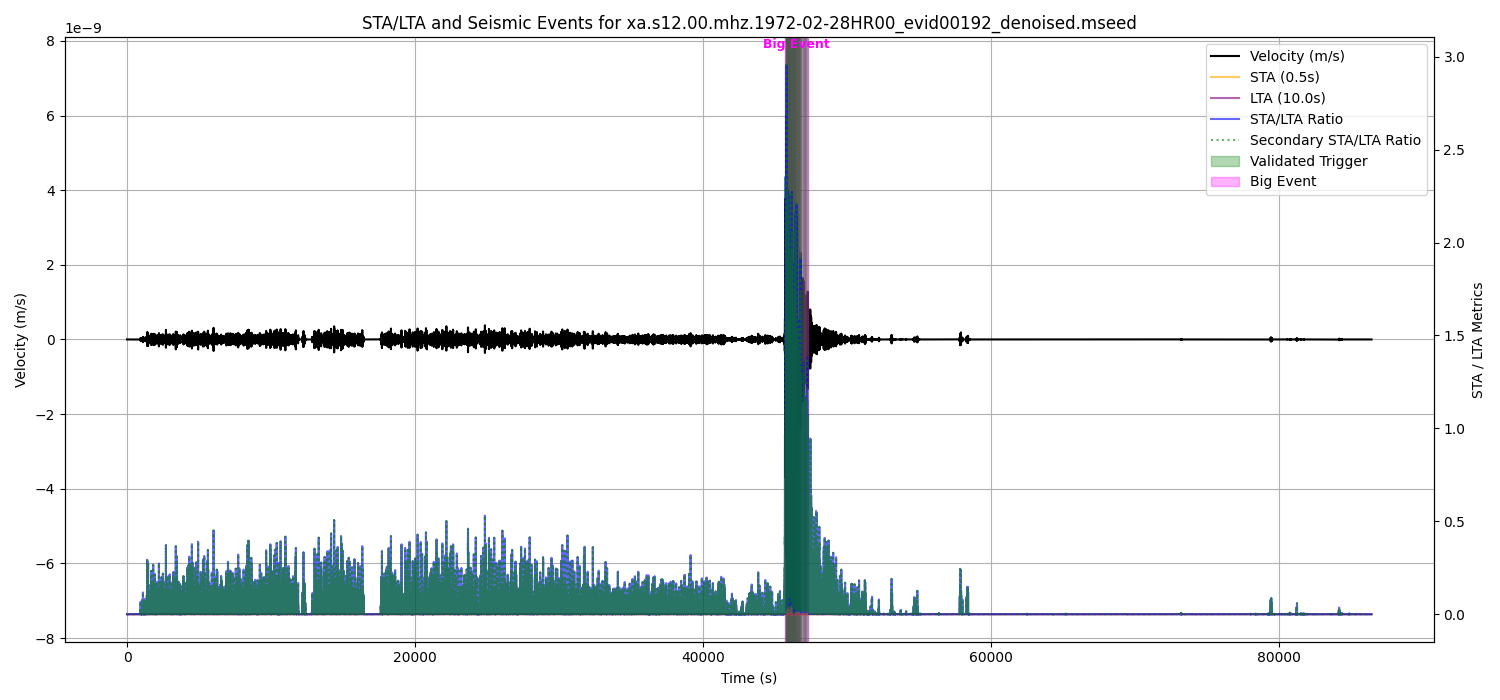 STA/LTA and Seismic Events for xa.s12.00.mhz.1972-02-28HR00_evid00192_denoised.mseed
1e−9
Big Event
Velocity (m/s)
STA (0.5s)
LTA (10.0s)
STA/LTA Ratio
Secondary STA/LTA Ratio
Validated Trigger
Big Event
8
6
4
2
0
−2
−4
−6
−8
Velocity (m/s)
3.0
2.5
2.0
1.5
1.0
0.5
0.0
STA / LTA Metrics
0 20000 40000 60000 80000
Time (s)